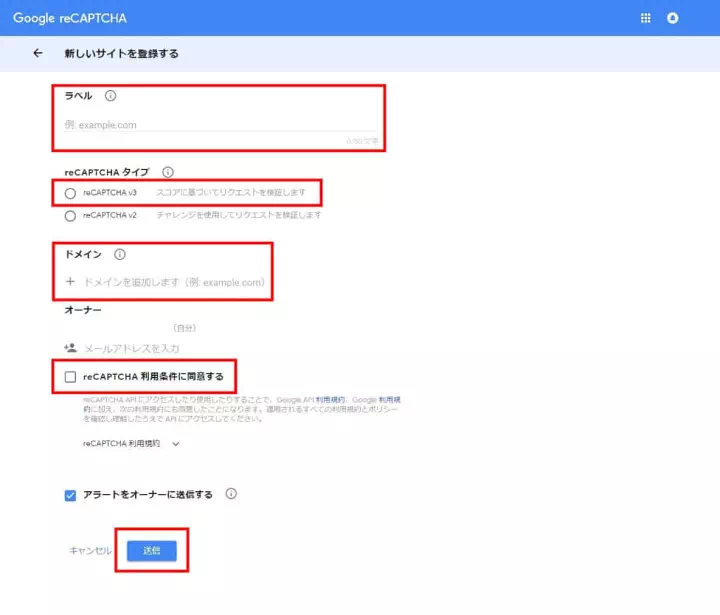 Google reCAPTCHA
新しいサイトを登録する
ラベル
例: example.com
0/50 文字
reCAPTCHA タイプ
reCAPTCHA v3 スコアに基づいてリクエストを検証します
reCAPTCHA v2 チャレンジを使用してリクエストを検証します
ドメイン
ドメインを追加します（例: example.com）
オーナー
（自分）
メールアドレスを入力
reCAPTCHA 利用条件に同意する
reCAPTCHA API にアクセスしたり使用したりすることで、Google API 利用規約、Google 利用規
約に加え、次の利用規約にも同意したことになります。適用されるすべての利用規約とポリシー
を確認し理解したうえで API にアクセスしてください。
reCAPTCHA 利用規約
アラートをオーナーに送信する
キャンセル 送信